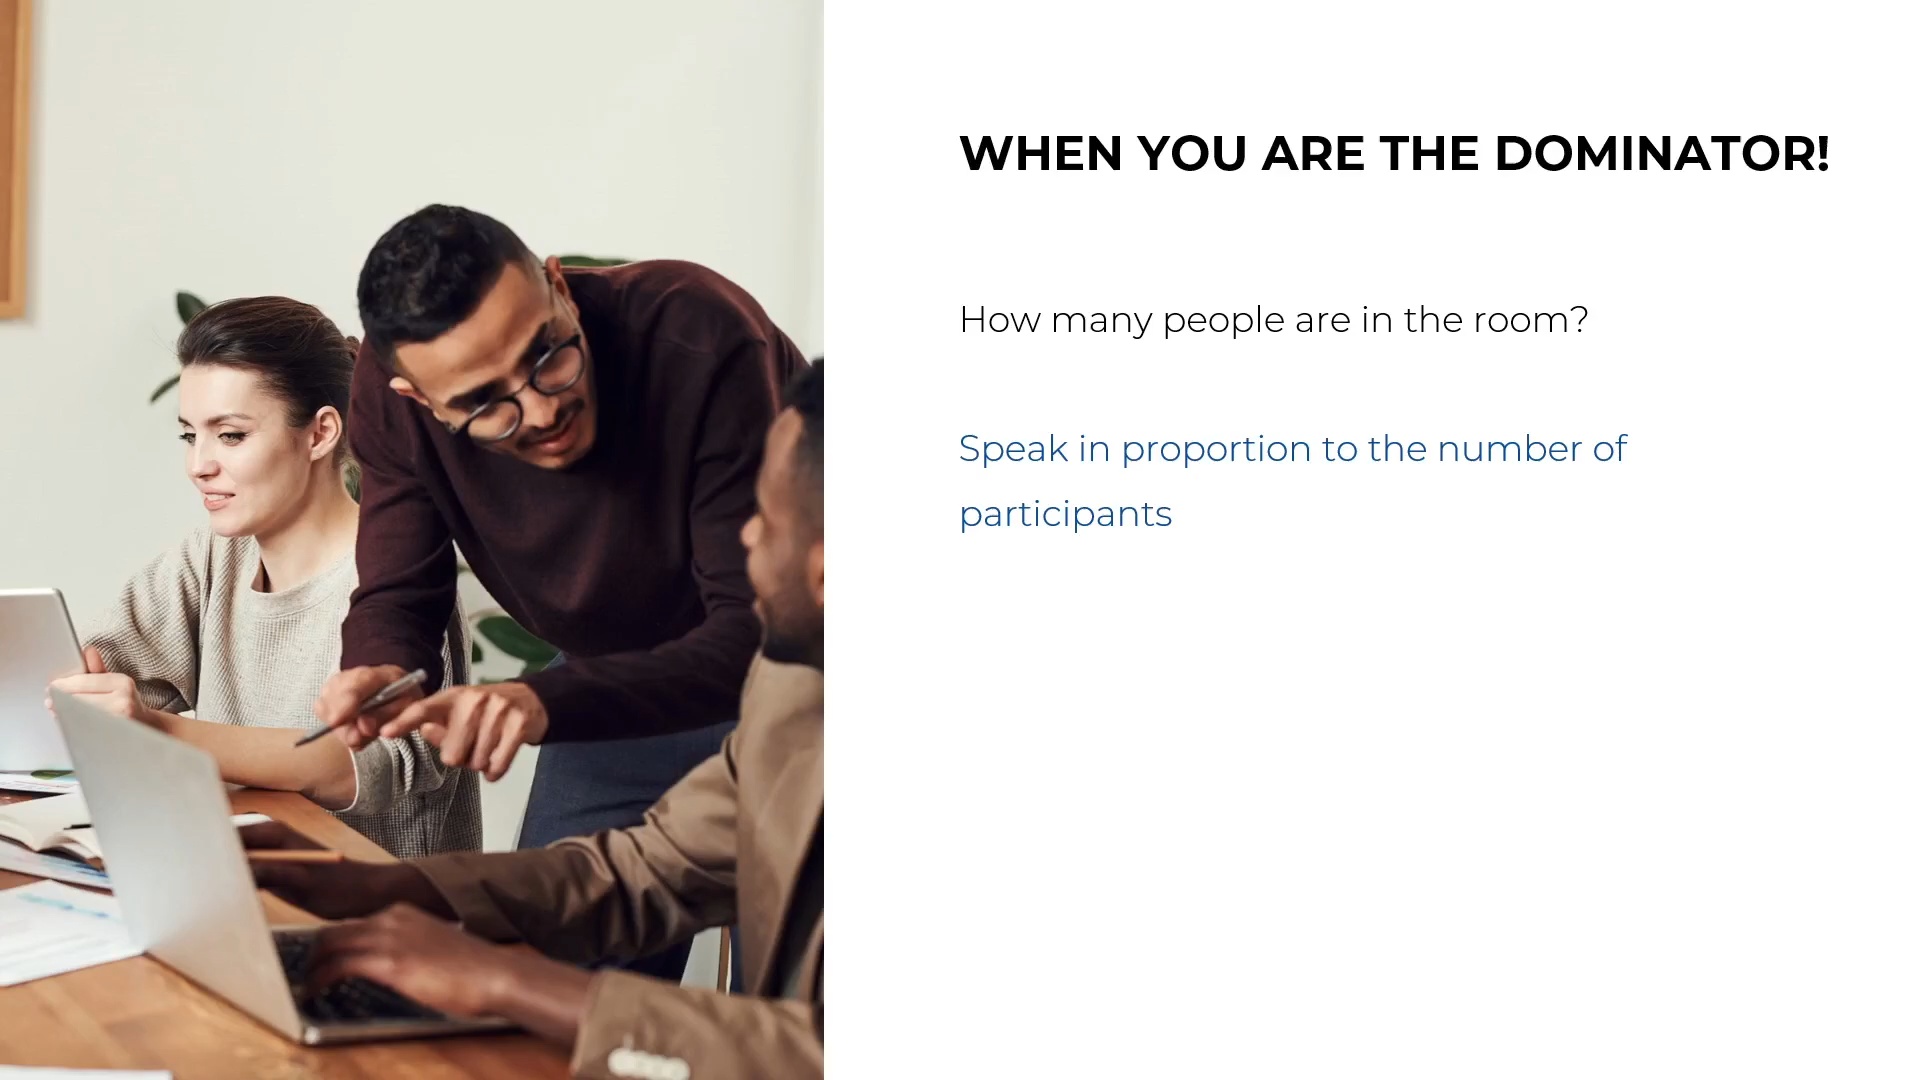 WHEN YOU ARE THE DOMINATOR!
How many people are in the room?
Speak in proportion to the number of
participants